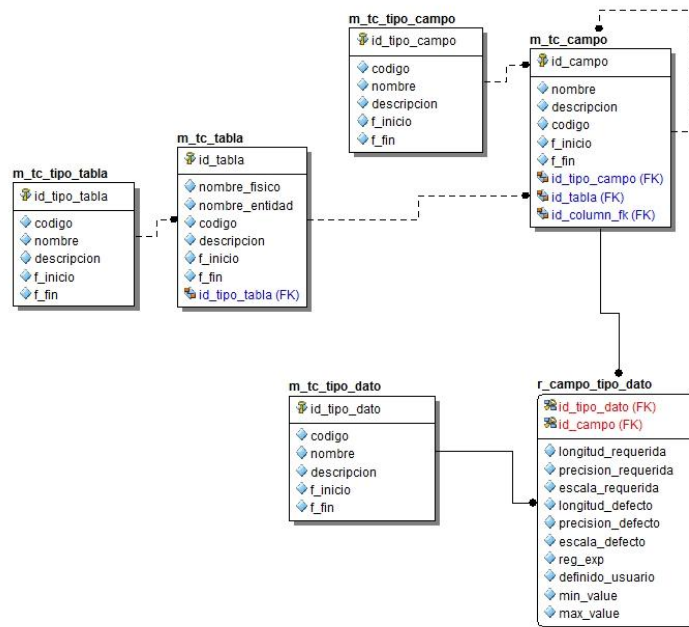 m_tc_tipo_campo
id_tipo_campo
codigo
nombre
descripcion
f_inicio
f_fin
m_tc_campo
id_campo
nombre
descripcion
codigo
f_inicio
f_fin
id_tipo_campo (FK)
id_tabla (FK)
id_column_fk (FK)
m_tc_tabla
id_tabla
nombre_fisico
nombre_entidad
codigo
descripcion
f_inicio
f_fin
id_tipo_tabla (FK)
m_tc_tipo_tabla
id_tipo_tabla
codigo
nombre
descripcion
f_inicio
f_fin
m_tc_tipo_dato
id_tipo_dato
codigo
nombre
descripcion
f_inicio
f_fin
r_campo_tipo_dato
id_tipo_dato (FK)
id_campo (FK)
longitud_requerida
precision_requerida
escala_requerida
longitud_defecto
precision_defecto
escala_defecto
reg_exp
definido_usuario
min_value
max_value